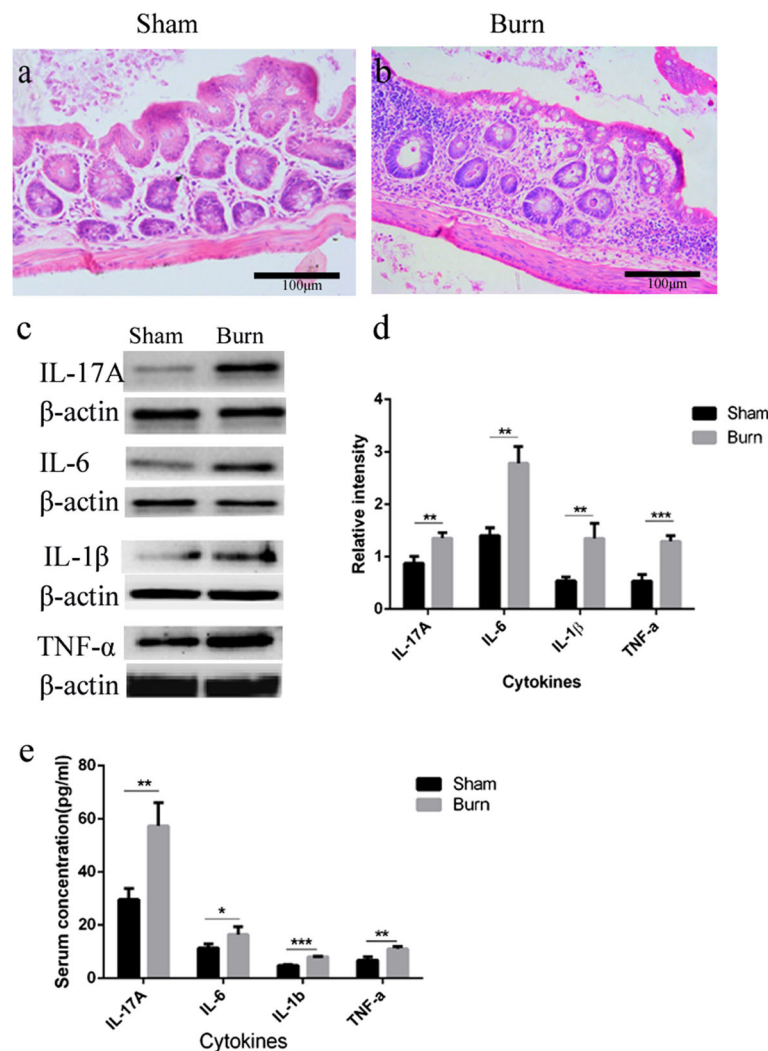 Sham
Burn
a
b
100μm
100μm
c
Sham Burn
IL-17A
β-actin
IL-6
β-actin
IL-1β
β-actin
TNF-α
β-actin
d
Relative intensity
4
3
2
1
0
**
**
**
***
IL-17A
IL-6
IL-1β
TNF-a
Cytokines
Sham
Burn
e
Serum concentration(pg/ml)
80
60
40
20
0
**
*
***
**
IL-17A
IL-6
IL-1b
TNF-a
Cytokines
Sham
Burn